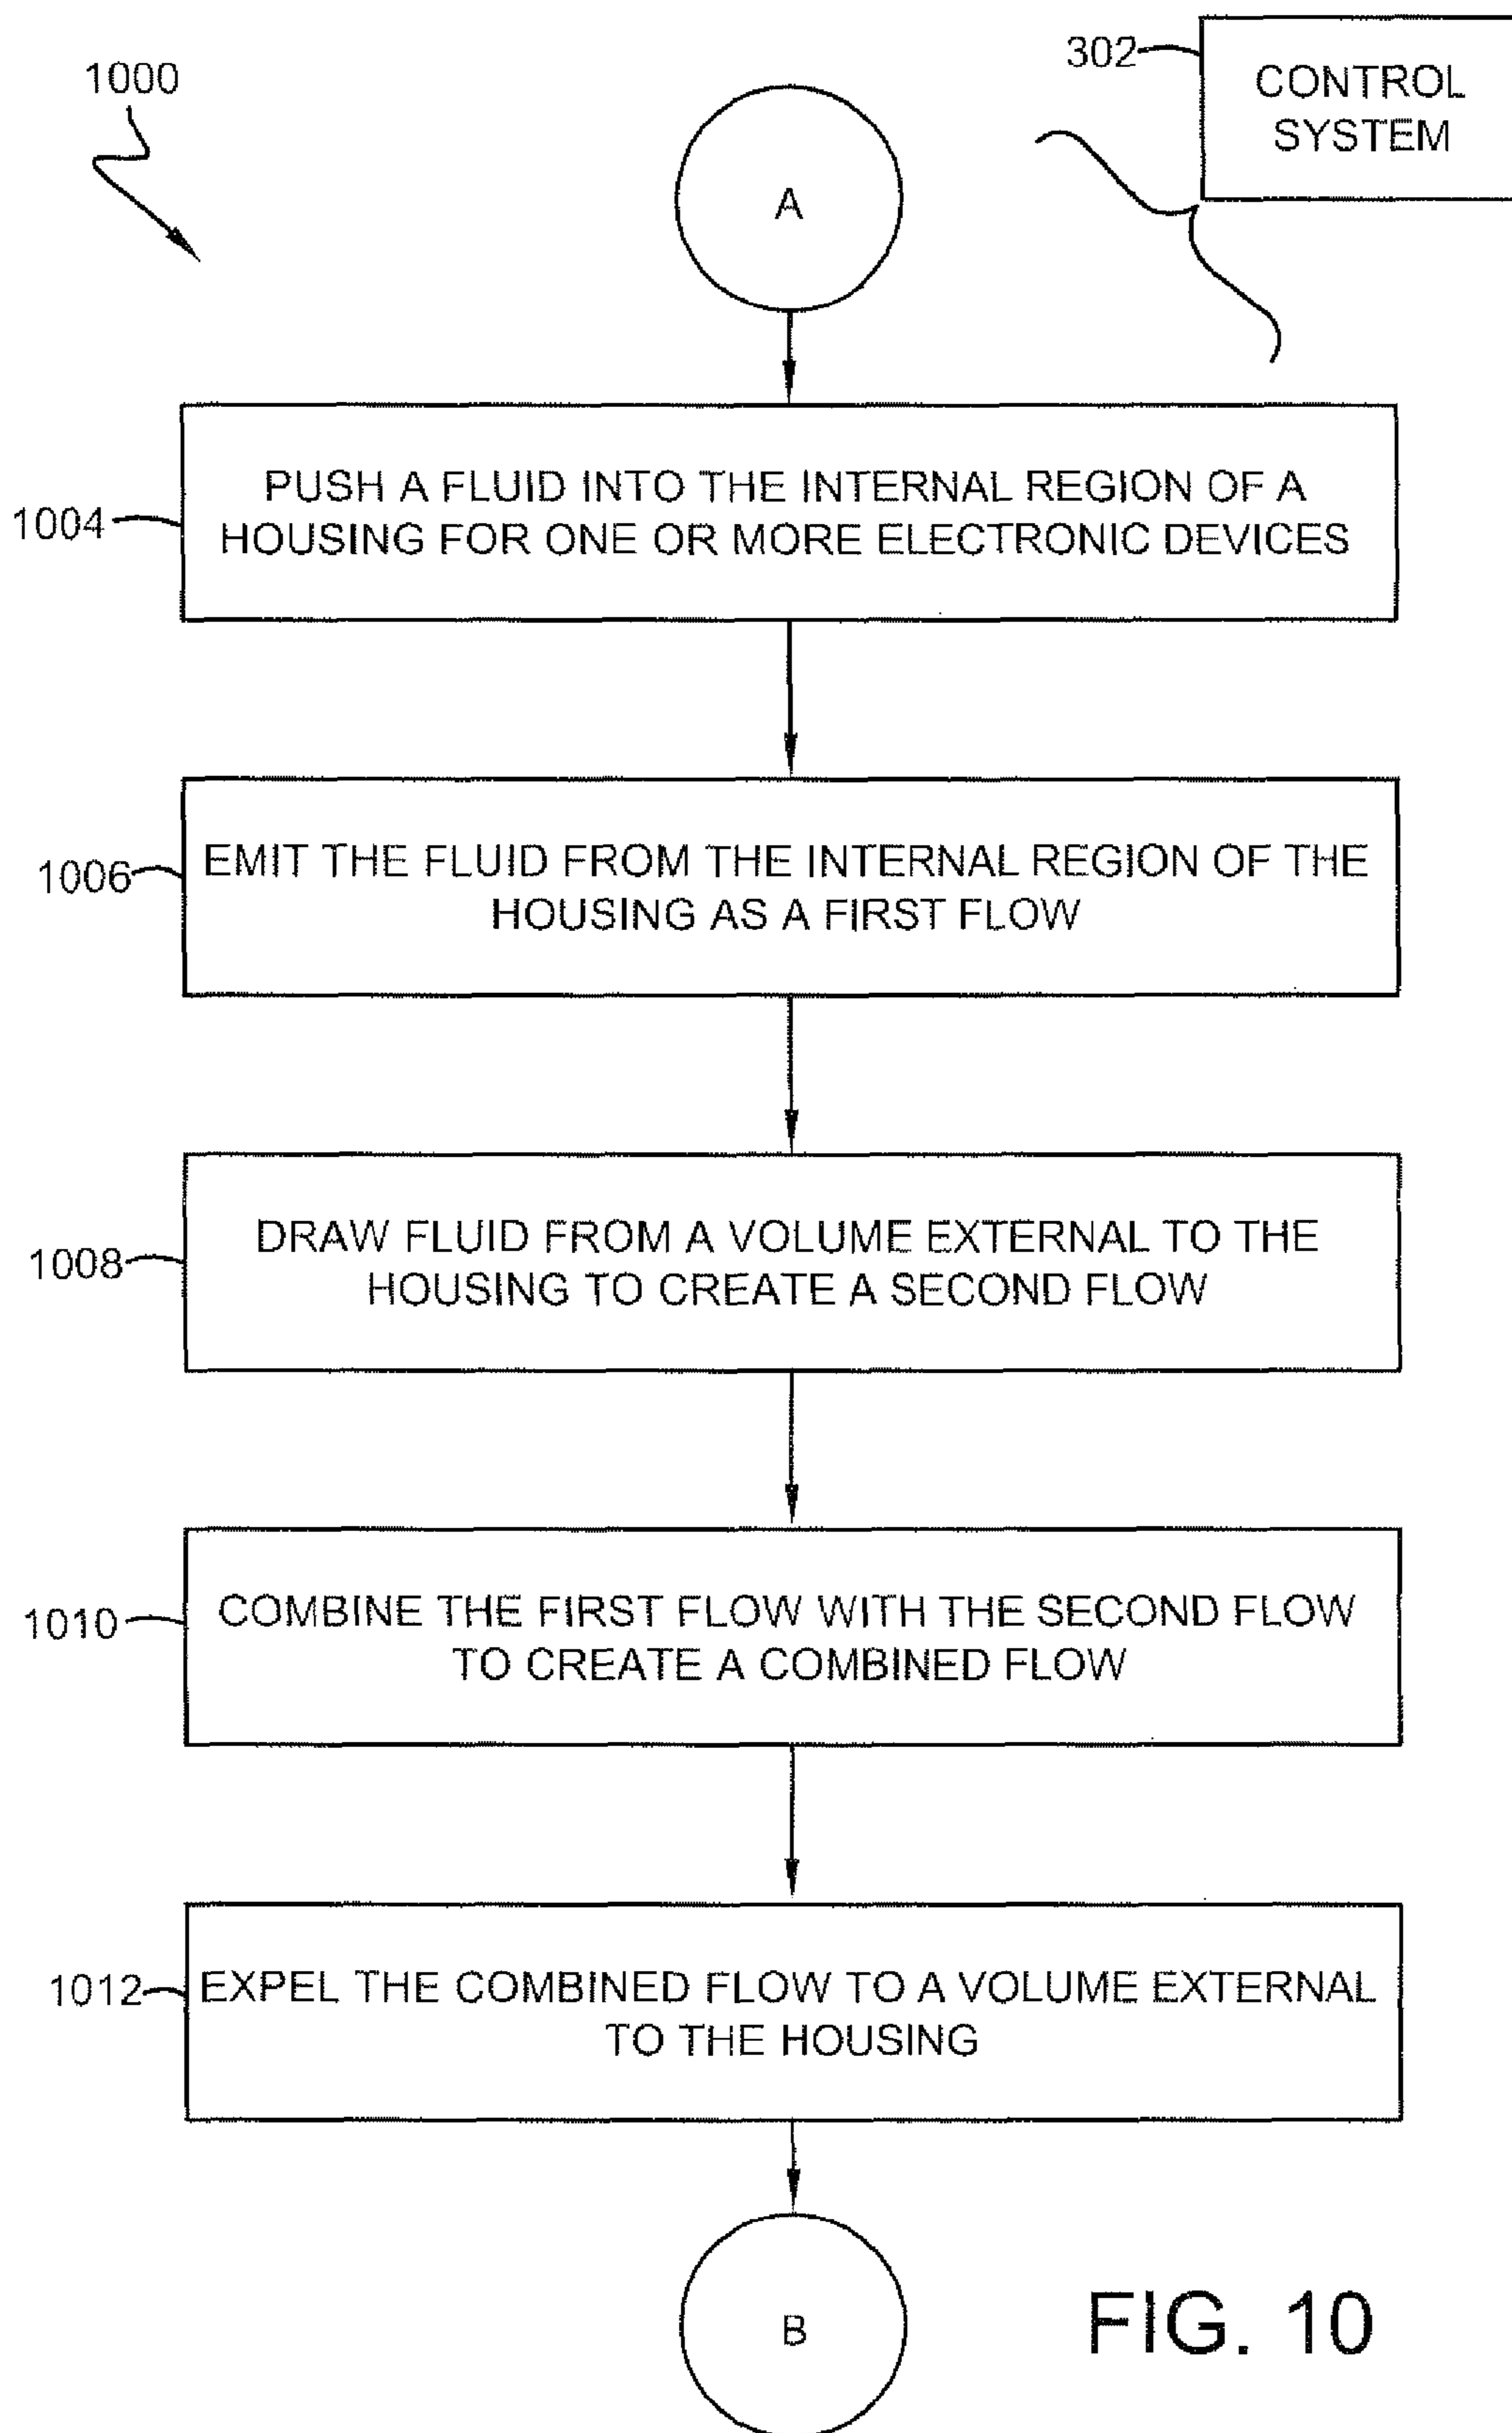 1000
302
CONTROL
SYSTEM
A
1004
PUSH A FLUID INTO THE INTERNAL REGION OF A
HOUSING FOR ONE OR MORE ELECTRONIC DEVICES
1006
EMIT THE FLUID FROM THE INTERNAL REGION OF THE
HOUSING AS A FIRST FLOW
1008
DRAW FLUID FROM A VOLUME EXTERNAL TO THE
HOUSING TO CREATE A SECOND FLOW
1010
COMBINE THE FIRST FLOW WITH THE SECOND FLOW
TO CREATE A COMBINED FLOW
1012
EXPEL THE COMBINED FLOW TO A VOLUME EXTERNAL
TO THE HOUSING
B
FIG. 10